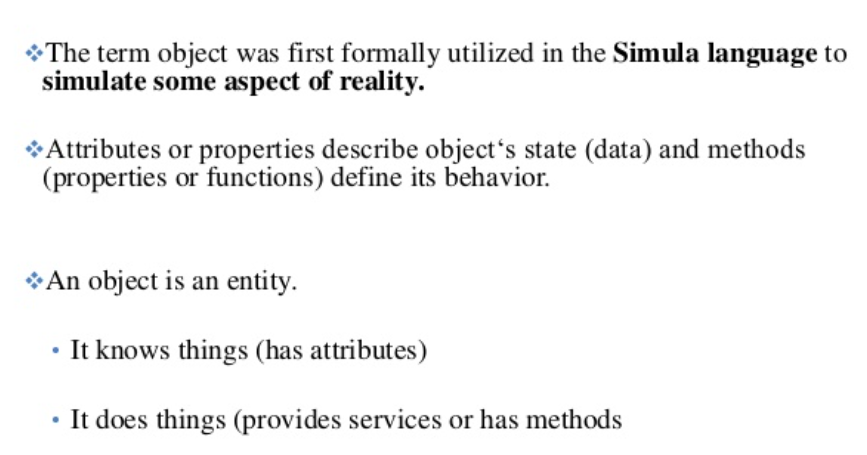 ❖The term object was first formally utilized in the Simula language to
simulate some aspect of reality.
❖Attributes or properties describe object‘s state (data) and methods
(properties or functions) define its behavior.
❖An object is an entity.
• It knows things (has attributes)
• It does things (provides services or has methods